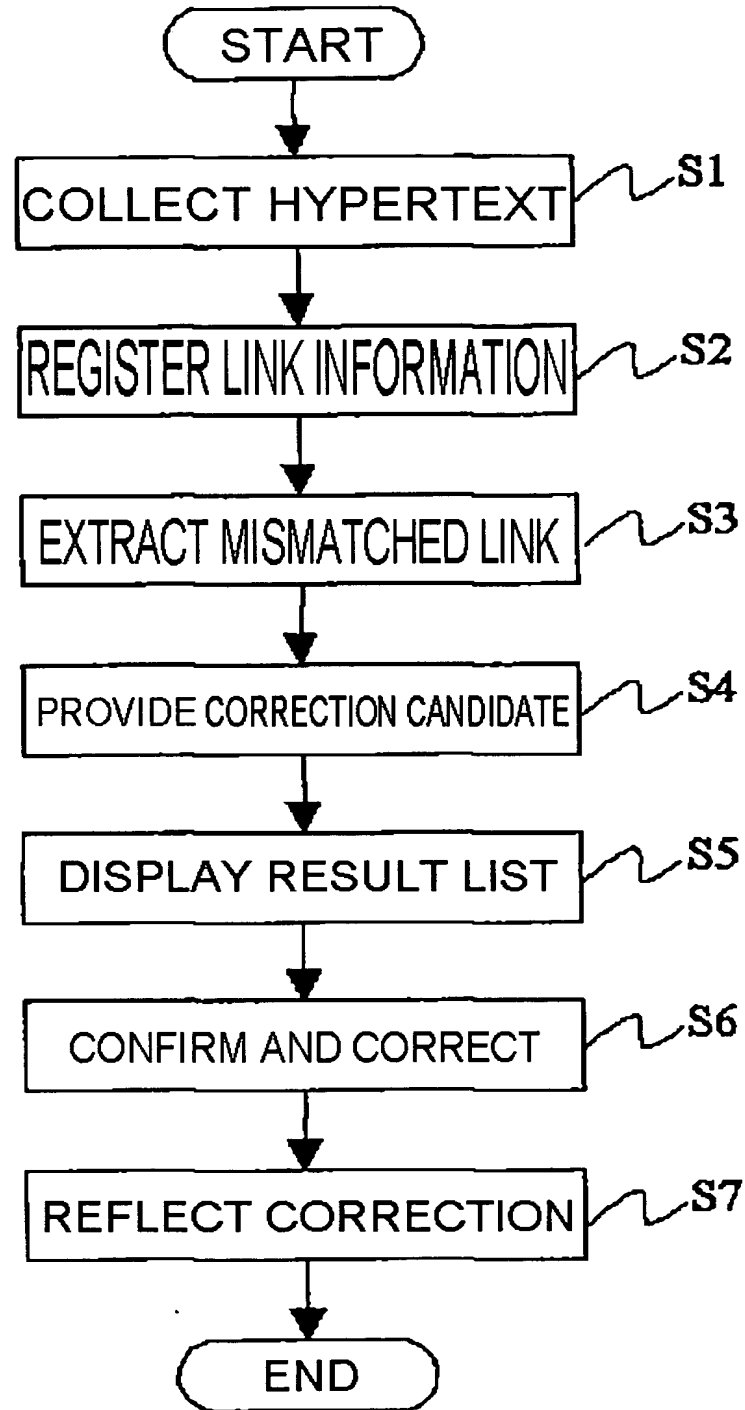 START
COLLECT HYPERTEXT
S1
REGISTER LINK INFORMATION
S2
EXTRACT MISMATCHED LINK
S3
PROVIDE CORRECTION CANDIDATE
S4
DISPLAY RESULT LIST
S5
CONFIRM AND CORRECT
S6
REFLECT CORRECTION
S7
END